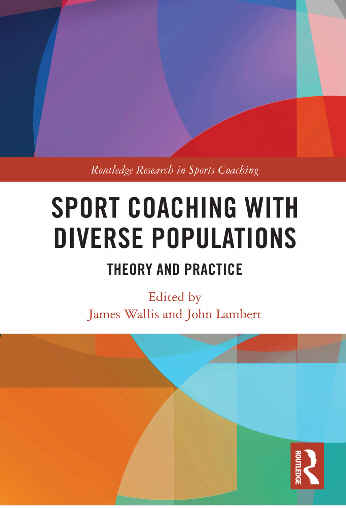 Routledge Research in Sports Coaching
SPORT COACHING WITH
DIVERSE POPULATIONS
THEORY AND PRACTICE
Edited by
James Wallis and John Lambert
ROUTLEDGE